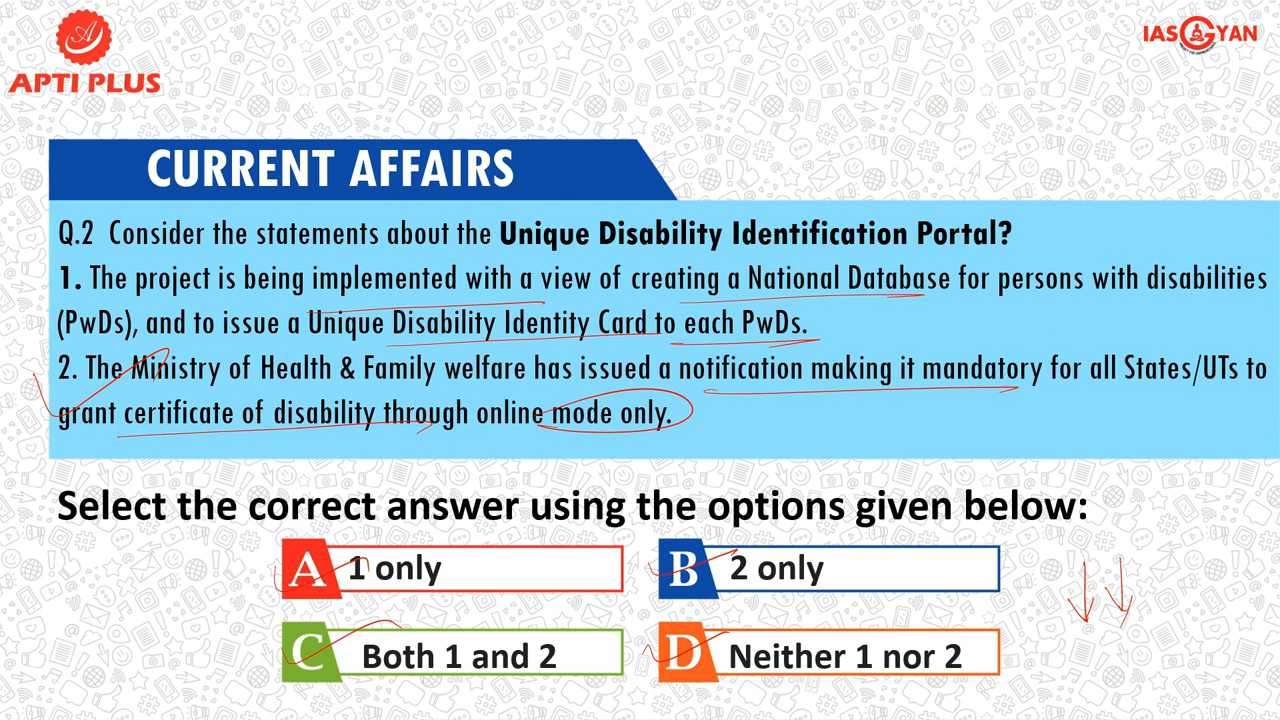 A
APTI PLUS
IAS GYAN
CURRENT AFFAIRS
Q.2 Consider the statements about the Unique Disability Identification Portal?
1. The project is being implemented with a view of creating a National Database for persons with disabilities
(PwDs), and to issue a Unique Disability Identity Card to each PwDs.
2. The Ministry of Health & Family welfare has issued a notification making it mandatory for all States/UTs to
grant certificate of disability through online mode only.
Select the correct answer using the options given below:
A 1 only
B 2 only
C Both 1 and 2
D Neither 1 nor 2